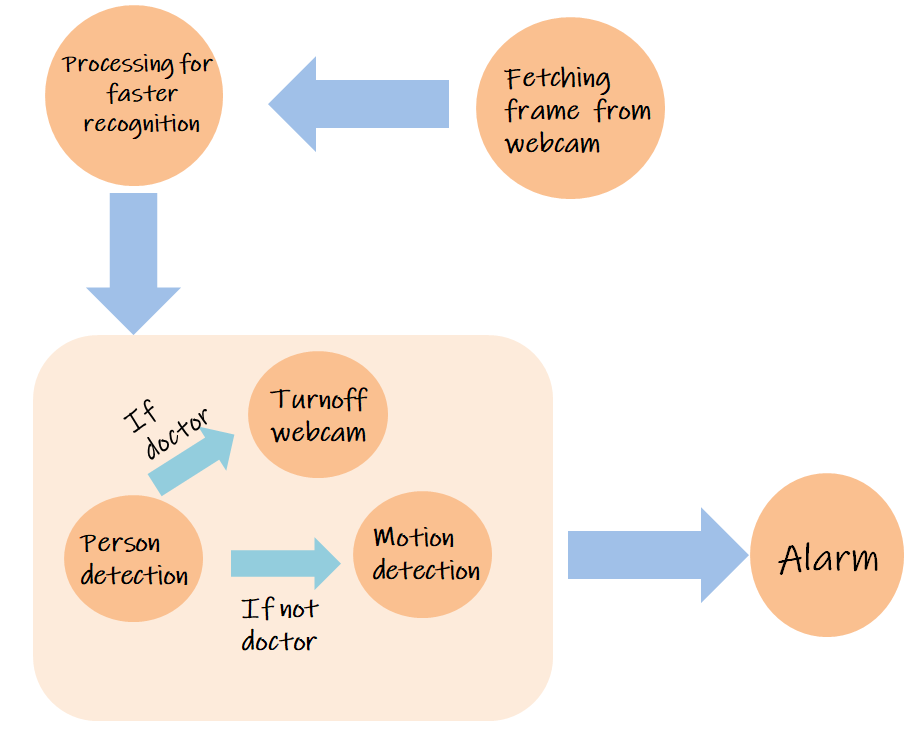 Processing for
faster
recognition
Fetching
frame from
webcam
If
doctor
Turnoff
webcam
Person
detection
If not
doctor
Motion
detection
Alarm